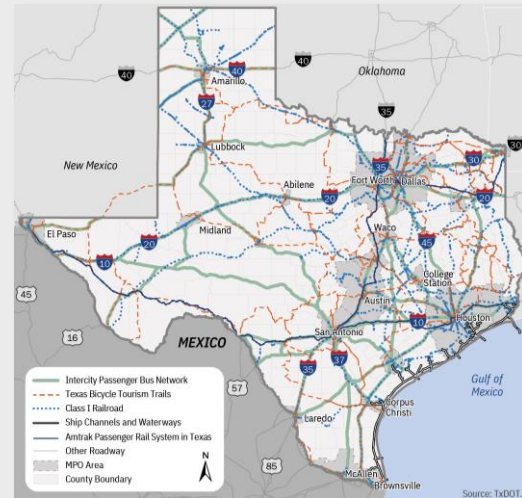 40
40
40
Oklahoma
35
Amarillo
27
New Mexico
Lubbock
30
30
35
Fort Worth
Dallas
Abilene
20
20
El Paso
Midland
20
10
Waco
45
College
Station
45
Austin
Houston
10
16
San Antonio
MEXICO
37
35
57
Gulf of
Mexico
Corpus
Christi
Laredo
85
McAllen
Brownsville
Intercity Passenger Bus Network
Texas Bicycle Tourism Trails
Class I Railroad
Ship Channels and Waterways
Amtrak Passenger Rail System in Texas
Other Roadway
MPO Area
County Boundary
N
Source: TxDOT.